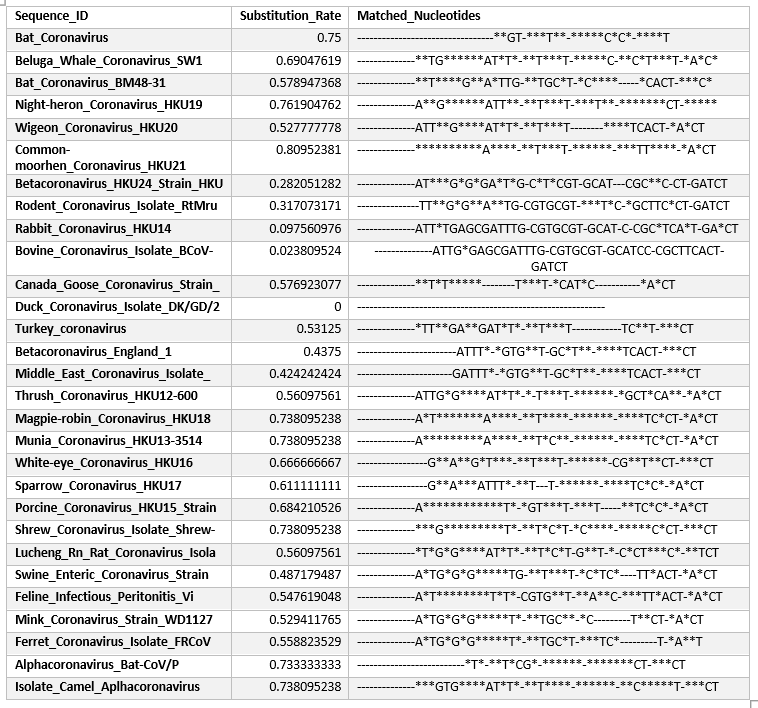 Sequence_ID Substitution_Rate Matched_Nucleotides
Bat_Coronavirus 0.75 ---------------------------------**GT-***T**-*****C*C*-****T
Beluga_Whale_Coronavirus_SW1 0.69047619 --------------**TG******AT*T*-**T***T-*****C-**C*T***T-*A*C*
Bat_Coronavirus_BM48-31 0.578947368 --------------**T****G**A*TTG-**TGC*T-*C****-----*CACT-***C*
Night-heron_Coronavirus_HKU19 0.761904762 --------------A**G******ATT**-**T***T-***T**-*******CT-*****
Wigeon_Coronavirus_HKU20 0.527777778 --------------ATT**G****AT*T*-**T***T--------****TCACT-*A*CT
Common-
moorhen_Coronavirus_HKU21 0.80952381 --------------**********A****-**T***T-******-***TT****-*A*CT
Betacoronavirus_HKU24_Strain_HKU 0.282051282 --------------AT***G*G*GA*T*G-C*T*CGT-GCAT---CGC**C-CT-GATCT
Rodent_Coronavirus_Isolate_RtMru 0.317073171 ---------------TT**G*G**A**TG-CGTGCGT-***T*C-*GCTTC*CT-GATCT
Rabbit_Coronavirus_HKU14 0.097560976 --------------ATT*TGAGCGATTTG-CGTGCGT-GCAT-C-CGC*TCA*T-GA*CT
Bovine_Coronavirus_Isolate_BCoV- 0.023809524 --------------ATTG*GAGCGATTTG-CGTGCGT-GCATCC-CGCTTCACT-
GATCT
Canada_Goose_Coronavirus_Strain_ 0.576923077 --------------**T*T*****--------T***T-*CAT*C-----------*A*CT
Duck_Coronavirus_Isolate_DK/GD/2 0 ------------------------------------------------------------
Turkey_coronavirus 0.53125 --------------*TT**GA**GAT*T*-**T***T------------TC**T-***CT
Betacoronavirus_England_1 0.4375 ------------------------ATTT*-*GTG**T-GC*T**-****TCACT-***CT
Middle_East_Coronavirus_Isolate_ 0.424242424 -----------------------GATTT*-*GTG**T-GC*T**-****TCACT-***CT
Thrush_Coronavirus_HKU12-600 0.56097561 --------------ATTG*G****AT*T*-*-T***T-******-*GCT*CA**-*A*CT
Magpie-robin_Coronavirus_HKU18 0.738095238 --------------A*T*******A****-**T****-******-****TC*CT-*A*CT
Munia_Coronavirus_HKU13-3514 0.738095238 --------------A*********A****-**T*C**-******-****TC*CT-*A*CT
White-eye_Coronavirus_HKU16 0.666666667 -----------------G**A**G*T***-**T***T-******-CG**T**CT-***CT
Sparrow_Coronavirus_HKU17 0.611111111 -----------------G**A***ATTT*-**T---T-******-****TC*C*-*A*CT
Porcine_Coronavirus_HKU15_Strain 0.684210526 --------------A************T*-*GT***T-***T-----**TC*C*-*A*CT
Shrew_Coronavirus_Isolate_Shrew- 0.738095238 --------------***G*********T*-**T*C*T-*C****-*****C*CT-***CT
Lucheng_Rn_Rat_Coronavirus_Isola 0.56097561 --------------*T*G*G****AT*T*-**T*C*T-G**T-*-C*CT***C*-**TCT
Swine_Enteric_Coronavirus_Strain 0.487179487 --------------A*TG*G*G*****TG-**T***T-*C*TC*----TT*ACT-*A*CT
Feline_Infectious_Peritonitis_Vi 0.547619048 --------------A*T********T*T*-CGTG**T-**A**C-***TT*ACT-*A*CT
Mink_Coronavirus_Strain_WD1127 0.529411765 --------------A*TG*G*G*****T*-**TGC**-*C---------T**CT-*A*CT
Ferret_Coronavirus_Isolate_FRCoV 0.558823529 --------------A*TG*G*G*****T*-**TGC*T-***TC*---------T-*A**T
Alphacoronavirus_Bat-CoV/P 0.733333333 --------------------------*T*-**T*CG*-******-*******CT-***CT
Isolate_Camel_Aplhacoronavirus 0.738095238 --------------***GTG****AT*T*-**T****-******-**C*****T-***CT